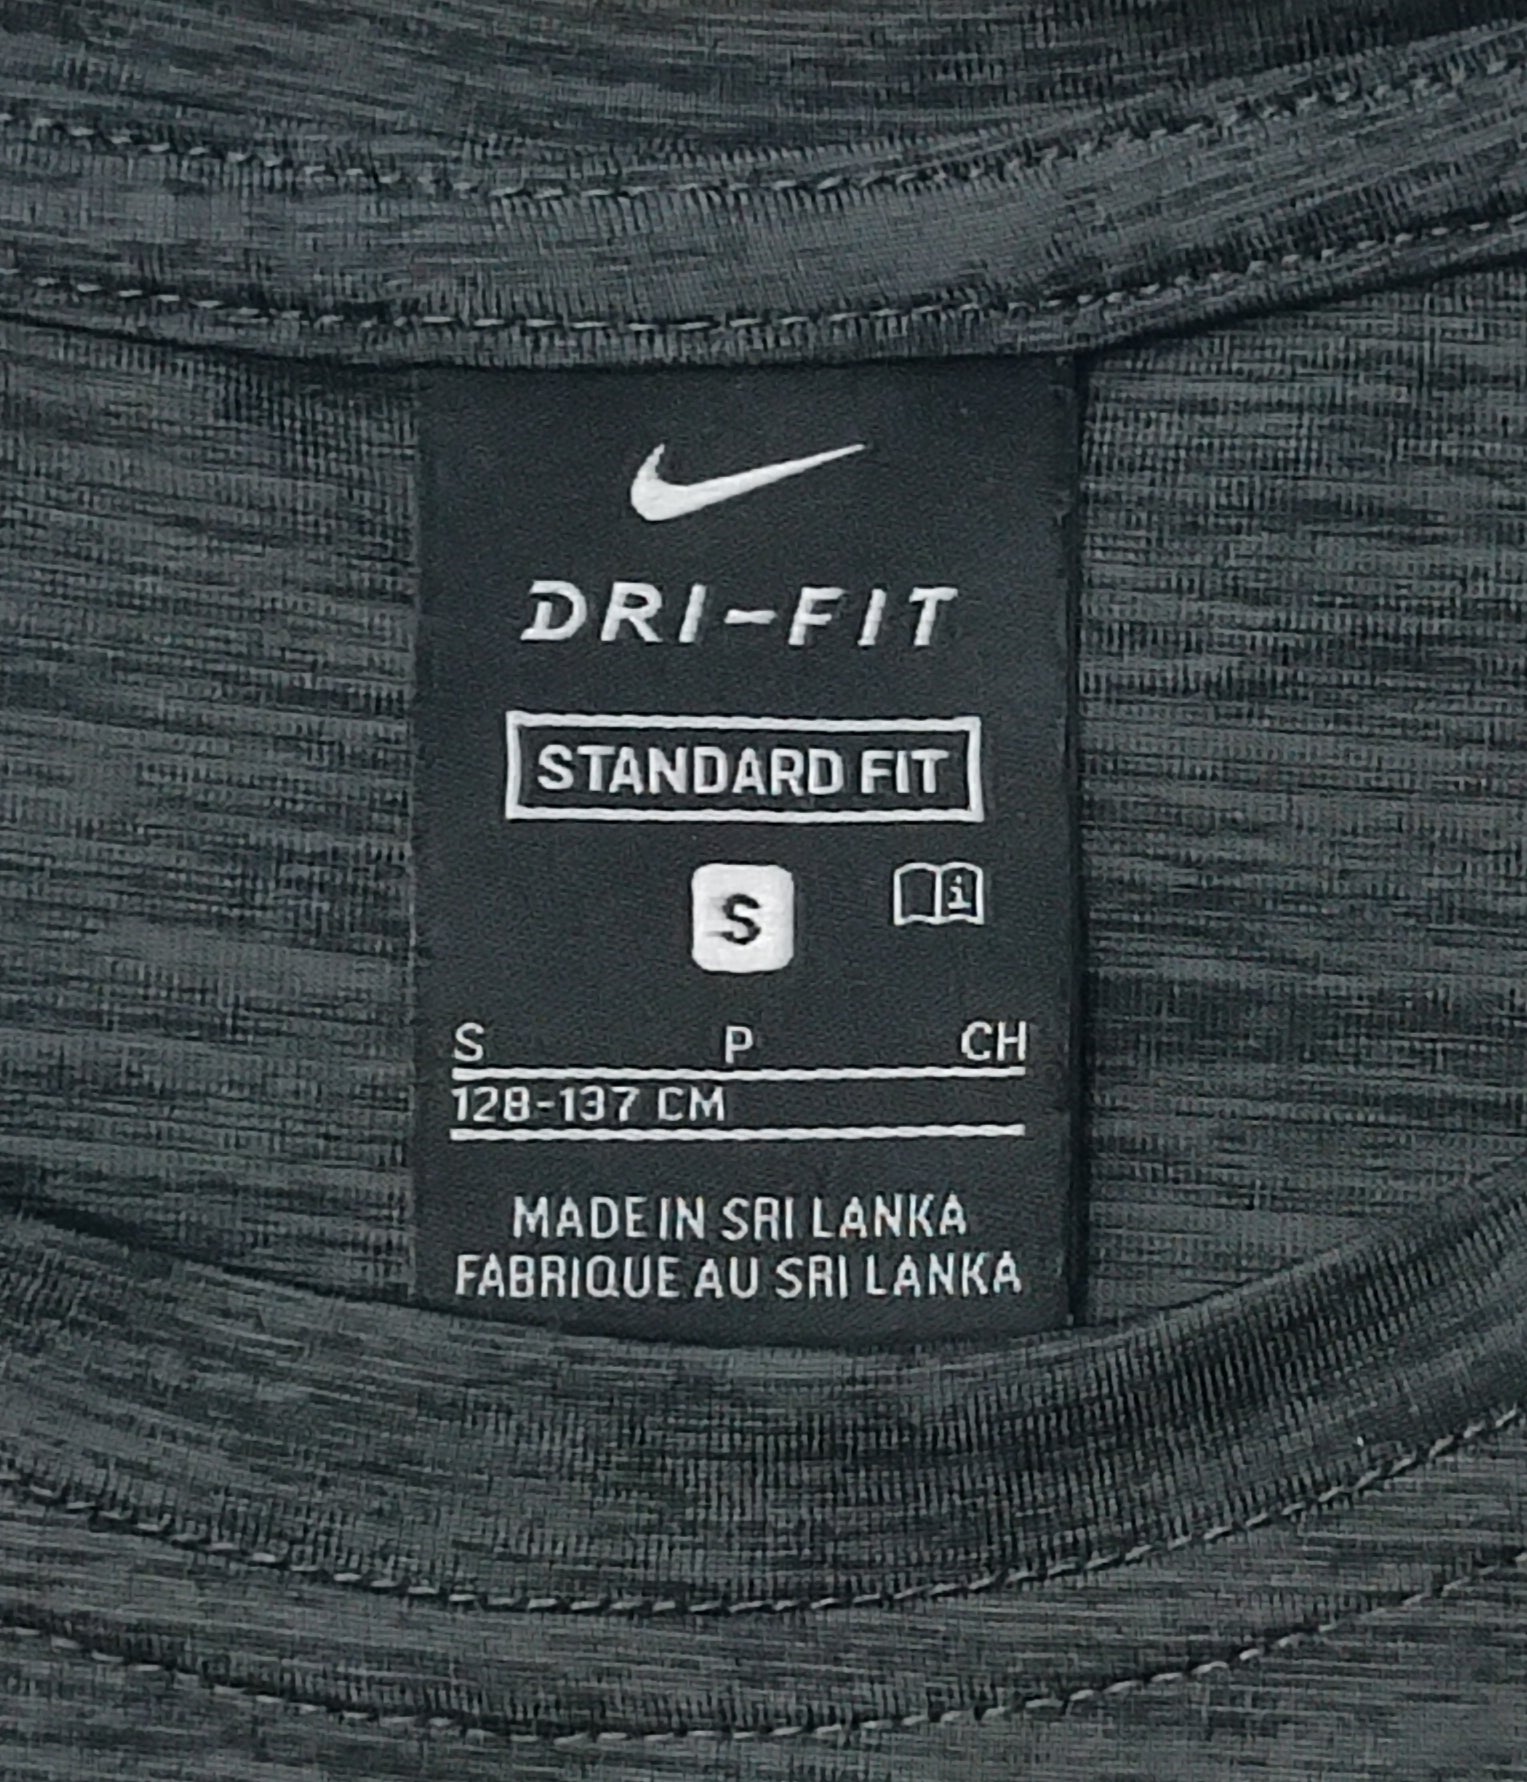 DRI-FIT
STANDARD FIT
S i
S P CH
128-137 CM
MADE IN SRI LANKA
FABRIQUE AU SRI LANKA